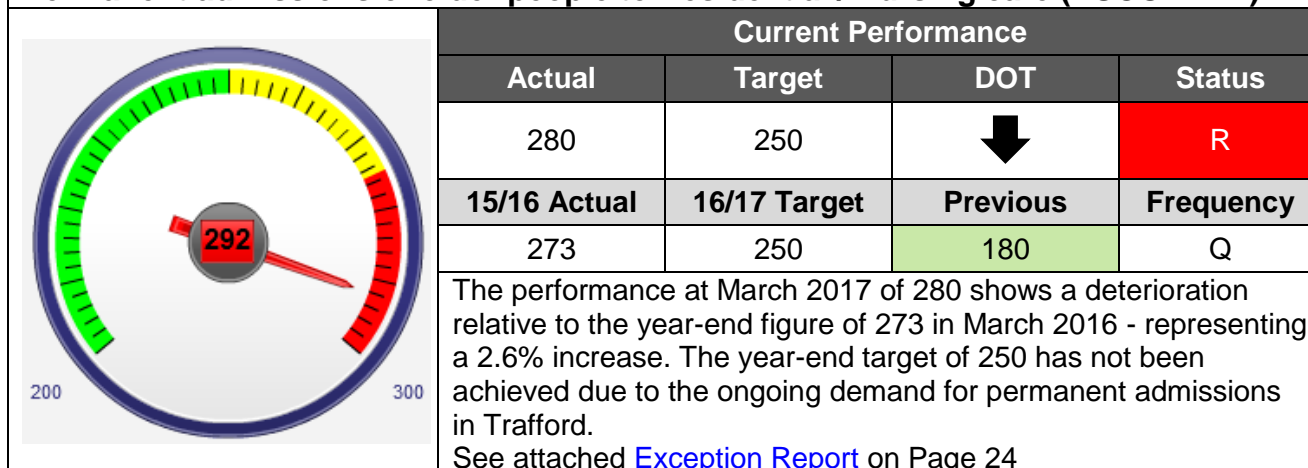 Current Performance
Actual Target DOT Status
280 250 R
15/16 Actual 16/17 Target Previous Frequency
273 250 180 Q
The performance at March 2017 of 280 shows a deterioration
relative to the year-end figure of 273 in March 2016 - representing
a 2.6% increase. The year-end target of 250 has not been
achieved due to the ongoing demand for permanent admissions
in Trafford.
See attached Exception Report on Page 24
292
200 300